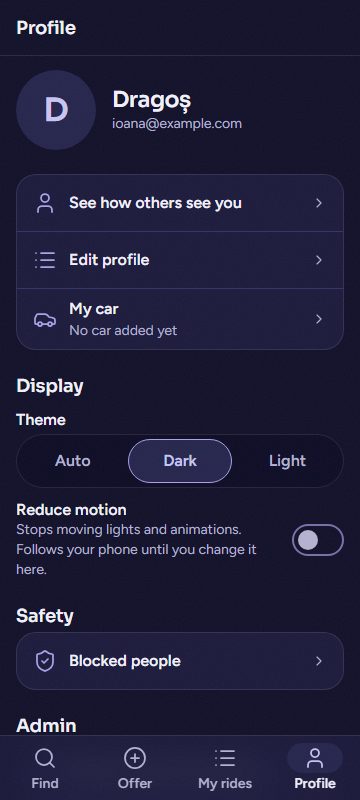 Profile
D
Dragoș
ioana@example.com
See how others see you
Edit profile
My car
No car added yet
Display
Theme
Auto
Dark
Light
Reduce motion
Stops moving lights and animations.
Follows your phone until you change it
here.
Safety
Blocked people
Admin
Find
Offer
My rides
Profile